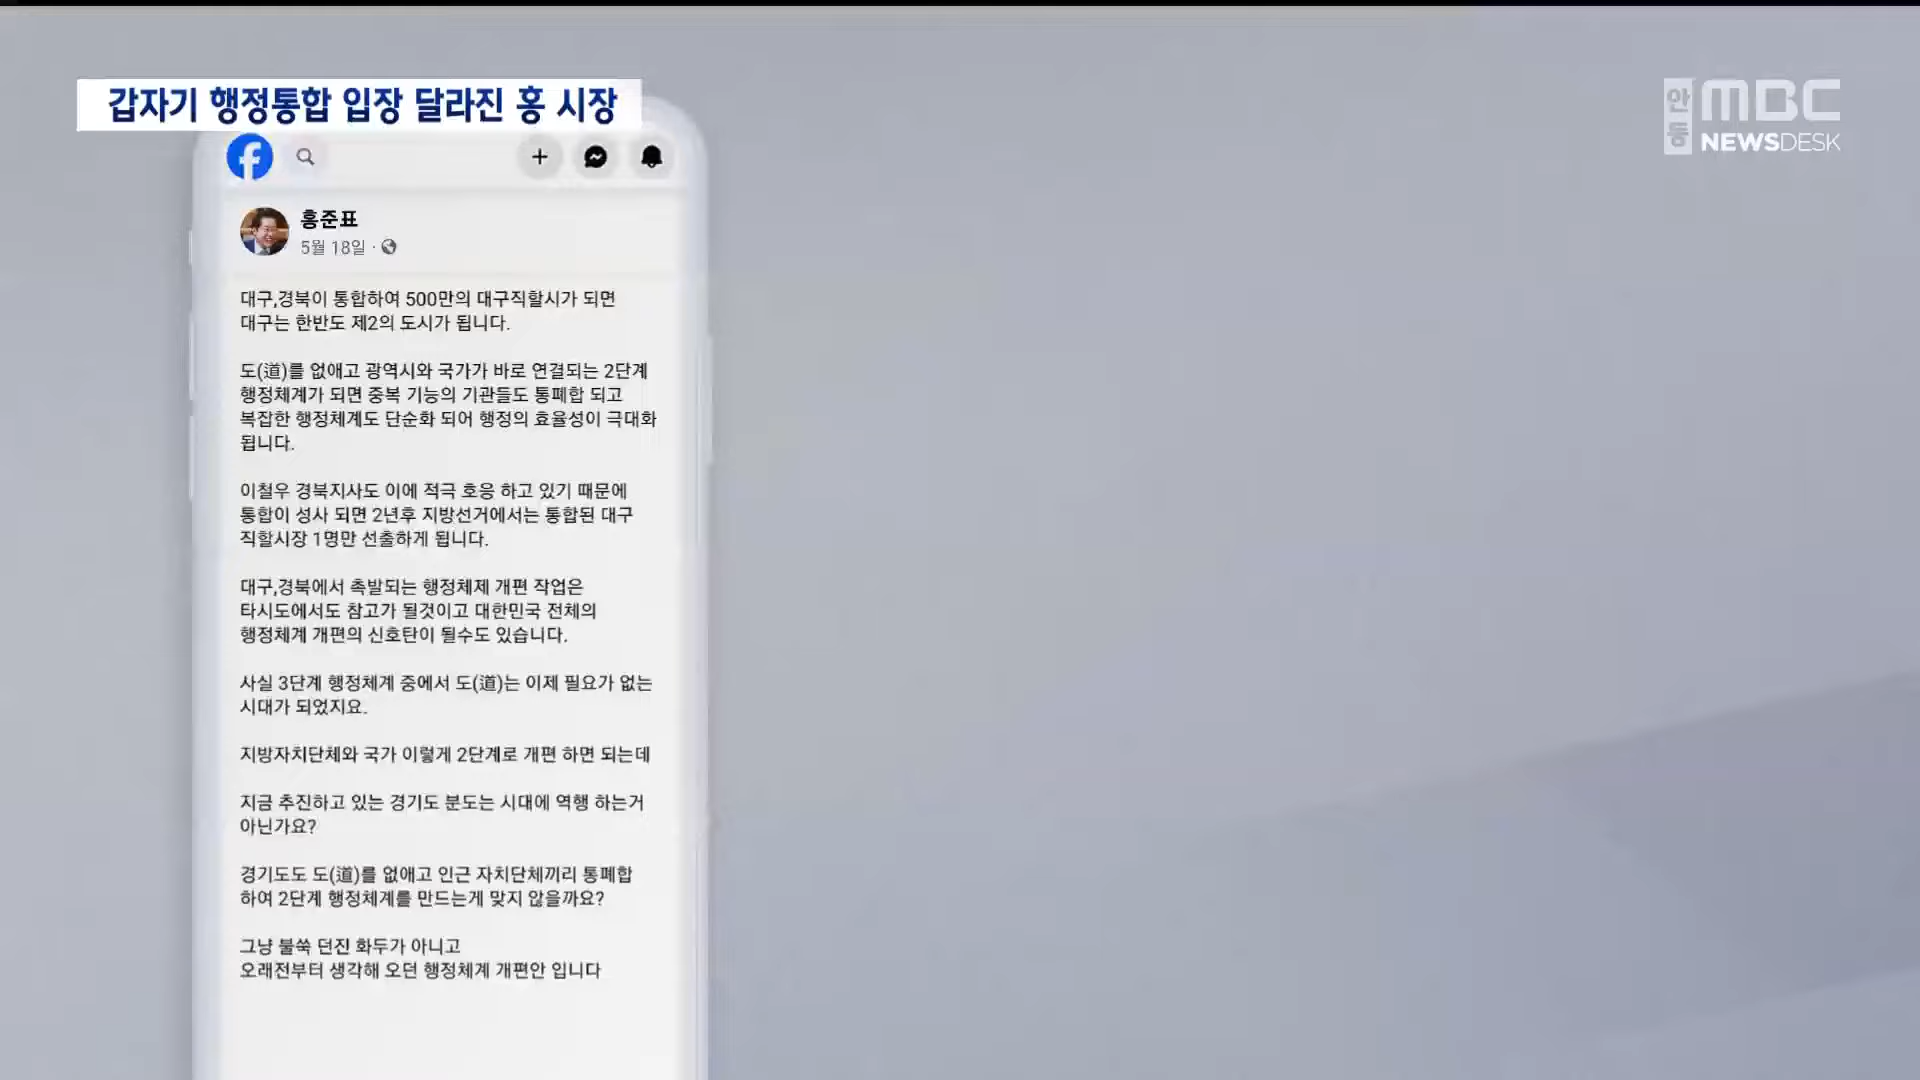 갑자기 행정통합 입장 달라진 홍 시장
안동 MBC
NEWSDESK
홍준표
5월 18일 ·
대구,경북이 통합하여 500만의 대구직할시가 되면
대구는 한반도 제2의 도시가 됩니다.
도(道)를 없애고 광역시와 국가가 바로 연결되는 2단계
행정체계가 되면 중복 기능의 기관들도 통폐합 되고
복잡한 행정체계도 단순화 되어 행정의 효율성이 극대화
됩니다.
이철우 경북지사도 이에 적극 호응 하고 있기 때문에
통합이 성사 되면 2년후 지방선거에서는 통합된 대구
직할시장 1명만 선출하게 됩니다.
대구,경북에서 촉발되는 행정체제 개편 작업은
타시도에서도 참고가 될것이고 대한민국 전체의
행정체계 개편의 신호탄이 될수도 있습니다.
사실 3단계 행정체계 중에서 도(道)는 이제 필요가 없는
시대가 되었지요.
지방자치단체와 국가 이렇게 2단계로 개편 하면 되는데
지금 추진하고 있는 경기도 분도는 시대에 역행 하는거
아닌가요?
경기도도 도(道)를 없애고 인근 자치단체끼리 통폐합
하여 2단계 행정체계를 만드는게 맞지 않을까요?
그냥 불쑥 던진 화두가 아니고
오래전부터 생각해 오던 행정체계 개편안 입니다